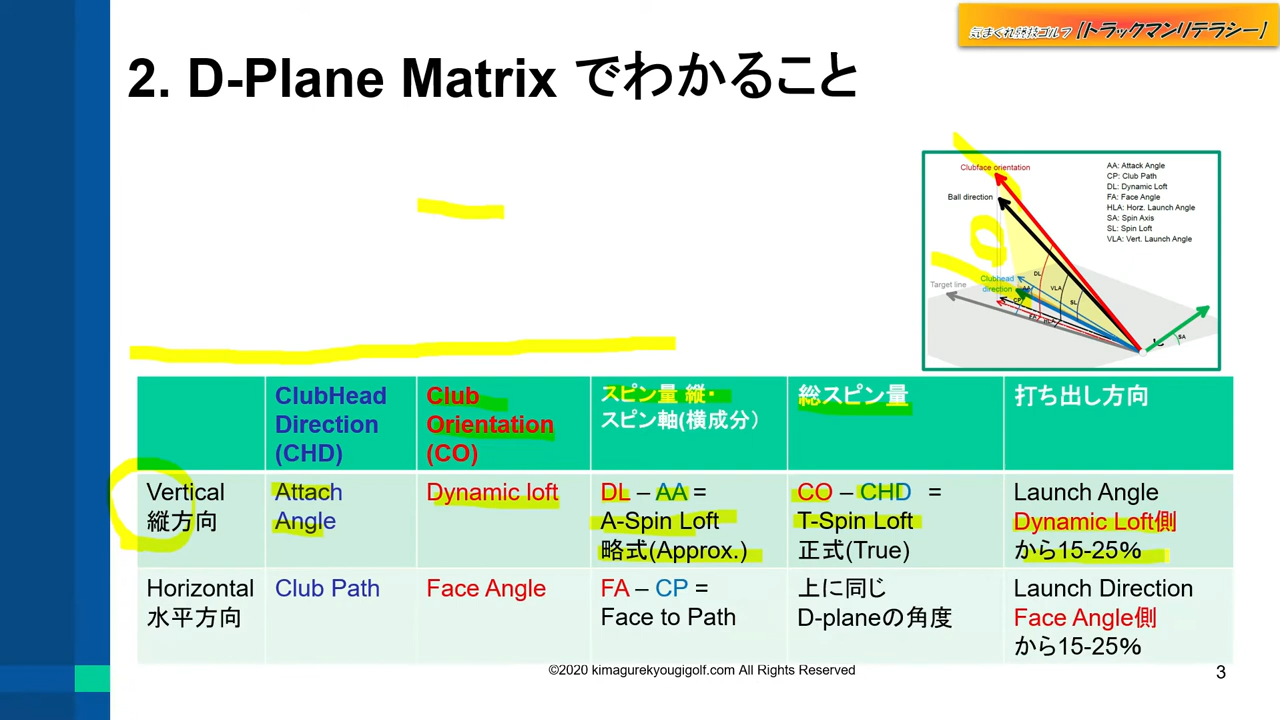 気まぐれ競技ゴルフ【トラックマンリテラシー】
2. D-Plane Matrix でわかること
Clubface orientation
Ball direction
Clubhead
direction
Target line
AA: Attack Angle
CP: Club Path
DL: Dynamic Loft
FA: Face Angle
HLA: Horz. Launch Angle
SA: Spin Axis
SL: Spin Loft
VLA: Vert. Launch Angle
DL
VLA
SL
AA
CP
FA
HLA
SA
ClubHead
Direction
(CHD)
Club
Orientation
(CO)
スピン量 縦・
スピン軸(横成分)
総スピン量
打ち出し方向
Vertical
縦方向
Attach
Angle
Dynamic loft
DL – AA =
A-Spin Loft
略式(Approx.)
CO – CHD =
T-Spin Loft
正式(True)
Launch Angle
Dynamic Loft側
から15-25%
Horizontal
水平方向
Club Path
Face Angle
FA – CP =
Face to Path
上に同じ
D-planeの角度
Launch Direction
Face Angle側
から15-25%
©2020 kimagurekyougigolf.com All Rights Reserved
3